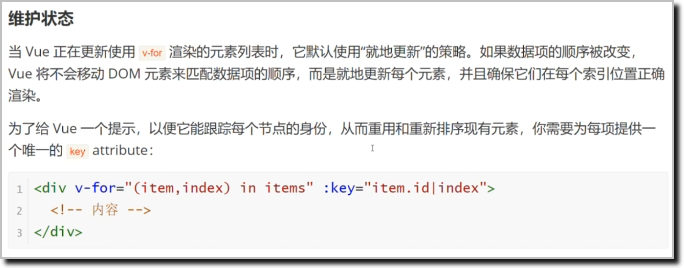 维护状态
当 Vue 正在更新使用 v-for 渲染的元素列表时，它默认使用“就地更新”的策略。如果数据项的顺序被改变，
Vue 将不会移动 DOM 元素来匹配数据项的顺序，而是就地更新每个元素，并且确保它们在每个索引位置正确
渲染。
为了给 Vue 一个提示，以便它能跟踪每个节点的身份，从而重用和重新排序现有元素，你需要为每项提供一
个唯一的 key attribute：
1 <div v-for="(item,index) in items" :key="item.id|index">
2   <!-- 内容 -->
3 </div>